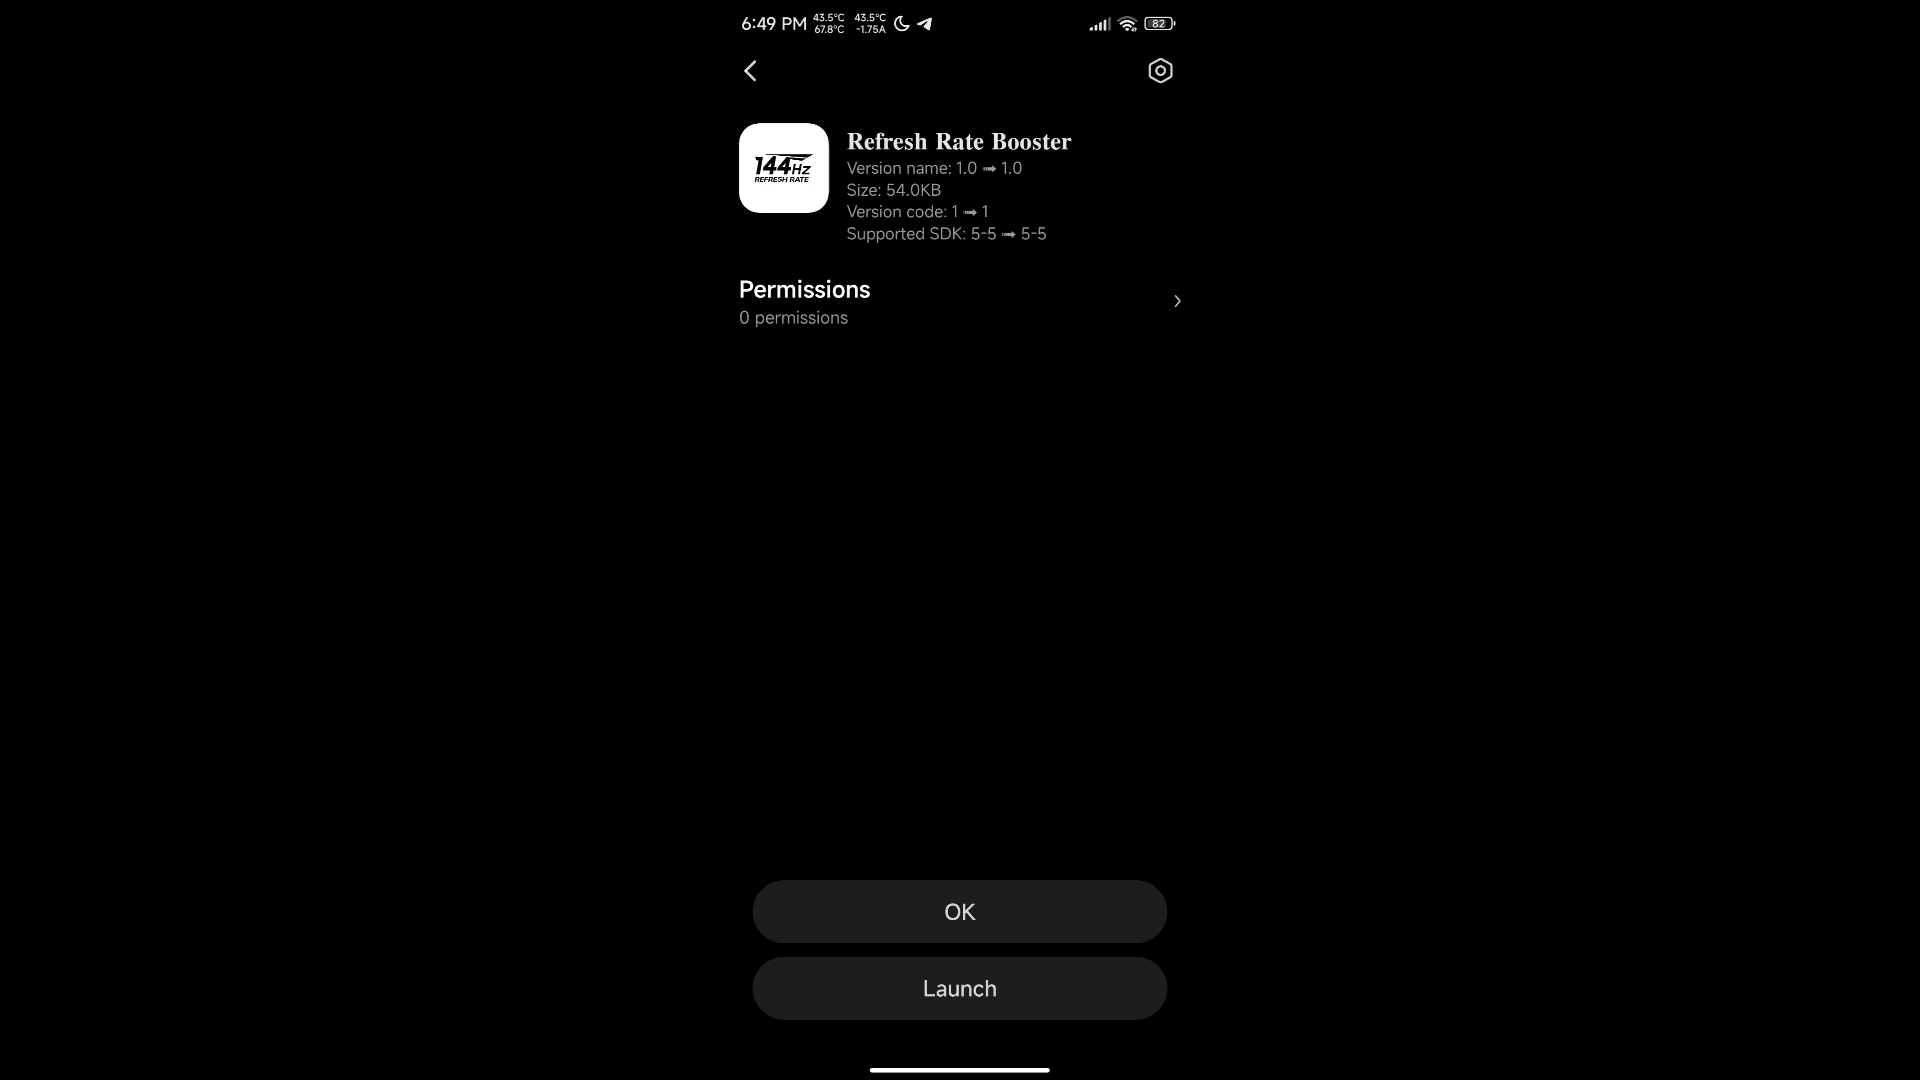 6:49 PM 43.5°C 43.5°C 82
67.8°C -1.75A
144Hz
REFRESH RATE
Refresh Rate Booster
Version name: 1.0 ➟ 1.0
Size: 54.0KB
Version code: 1 ➟ 1
Supported SDK: 5-5 ➟ 5-5
Permissions
0 permissions
OK
Launch